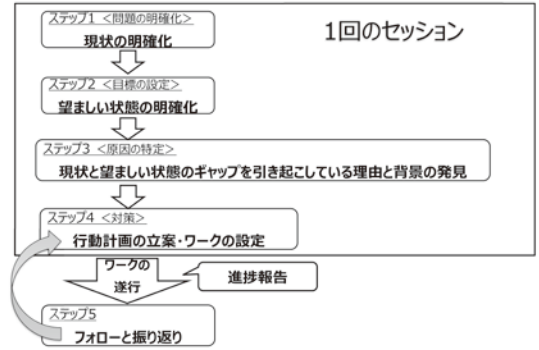 ステップ1 <問題の明確化>
現状の明確化
1回のセッション
ステップ2 <目標の設定>
望ましい状態の明確化
ステップ3 <原因の特定>
現状と望ましい状態のギャップを引き起こしている理由と背景の発見
ステップ4 <対策>
行動計画の立案・ワークの設定
ワークの
遂行
進捗報告
ステップ5
フォローと振り返り